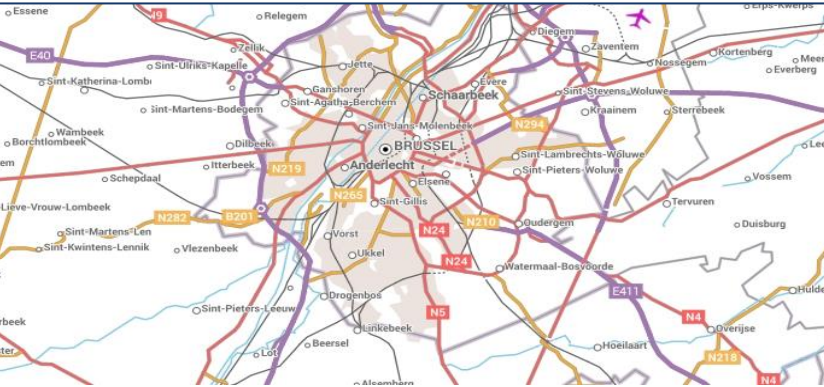 Essene
Relegem
N9
Diegem
Zellik
Zaventem
Kortenberg
E40
Sint-Ulriks-Kapelle
Jette
Nossegem
Everberg
Sint-Katherina-Lomb
Evere
Ganshoren
Schaarbeek
Sint-Stevens-Woluwe
Sint-Agatha-Berchem
Sint-Martens-Bodegem
Kraainem
Sterrebeek
N294
Sint-Jans-Molenbeek
Wambeek
Borchtlombeek
Dilbeek
BRUSSEL
Sint-Lambrechts-Woluwe
Itterbeek
N219
Anderlecht
Sint-Pieters-Woluwe
Schepdaal
Elsene
Vossem
N265
Sint-Gillis
Tervuren
Lieve-Vrouw-Lombeek
N282
B201
N210
Oudergem
Duisburg
Sint-Martens-Len
N24
Vorst
Sint-Kwintens-Lennik
Vlezenbeek
Ukkel
N24
Watermaal-Bosvoorde
E411
Drogenbos
Sint-Pieters-Leeuw
N5
N4
Linkebeek
Overijse
Beersel
Hoeilaart
Lot
N218
N4
Alsemberg